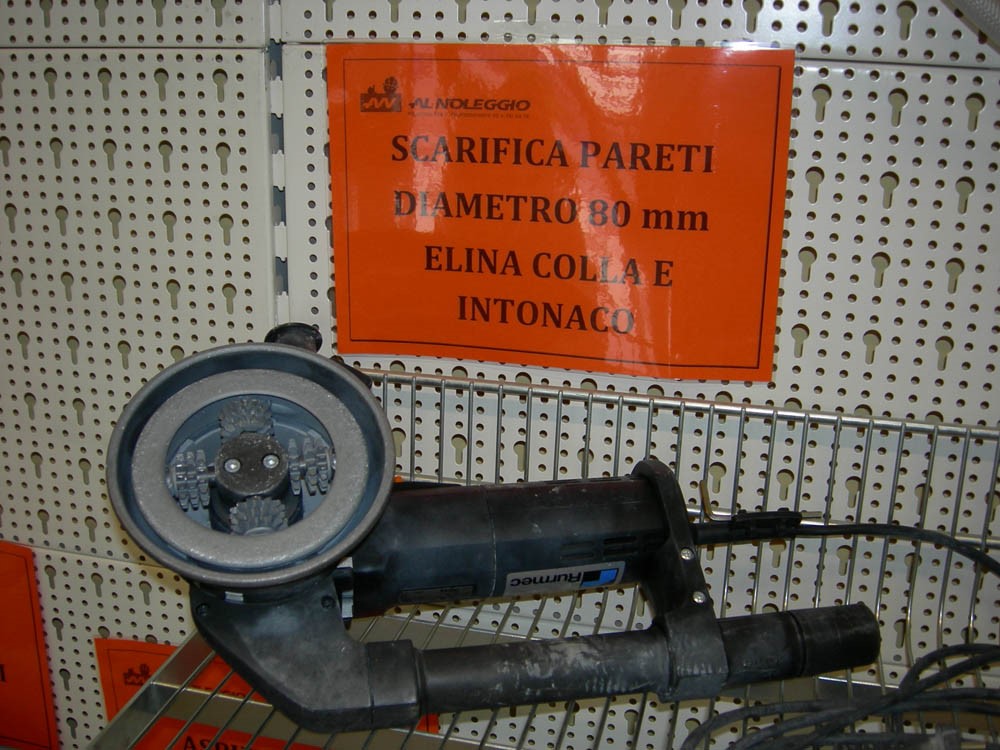 AL NOLEGGIO
SCARIFICA PARETI
DIAMETRO 80 mm
ELINA COLLA E
INTONACO
Rurmec